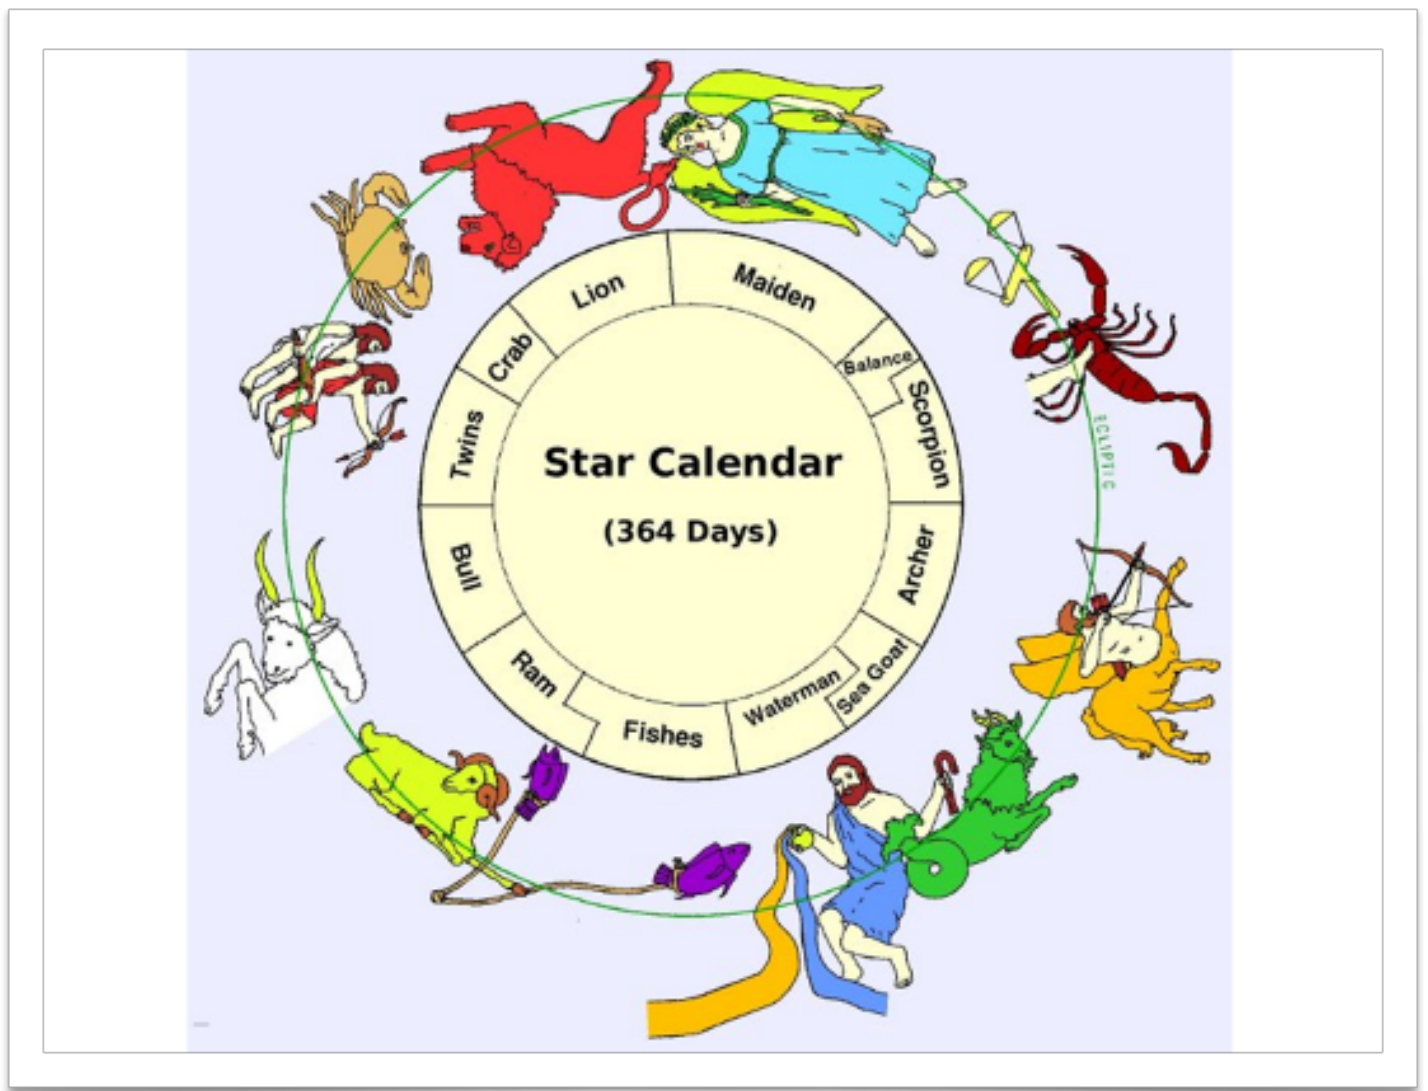 Lion
Maiden
Balance
Scorpion
Archer
Sea Goat
Waterman
Fishes
Ram
Bull
Twins
Crab
Star Calendar
(364 Days)
ECLIPTIC